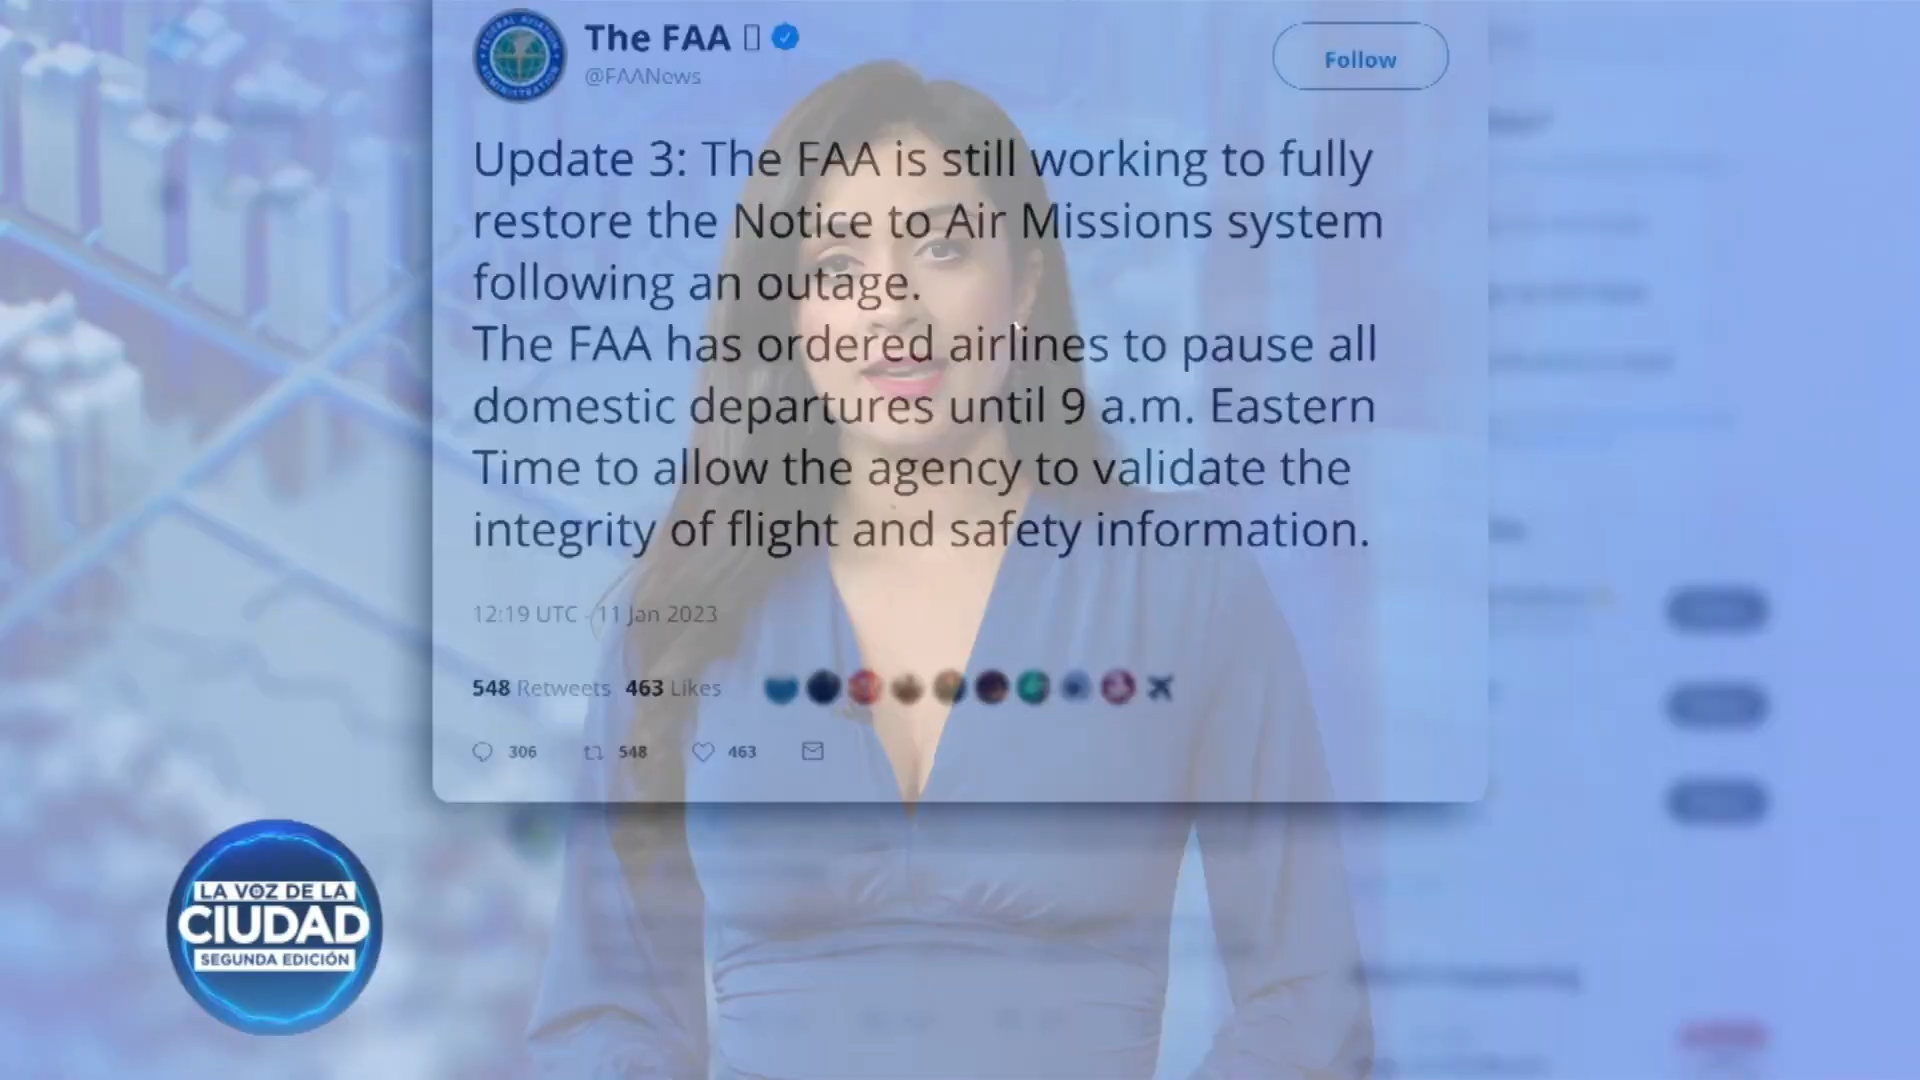 The FAA
@FAANews
Follow
Update 3: The FAA is still working to fully
restore the Notice to Air Missions system
following an outage.
The FAA has ordered airlines to pause all
domestic departures until 9 a.m. Eastern
Time to allow the agency to validate the
integrity of flight and safety information.
12:19 UTC - 11 Jan 2023
548 Retweets 463 Likes
306 548 463
LA VOZ DE LA
CIUDAD
SEGUNDA EDICIÓN